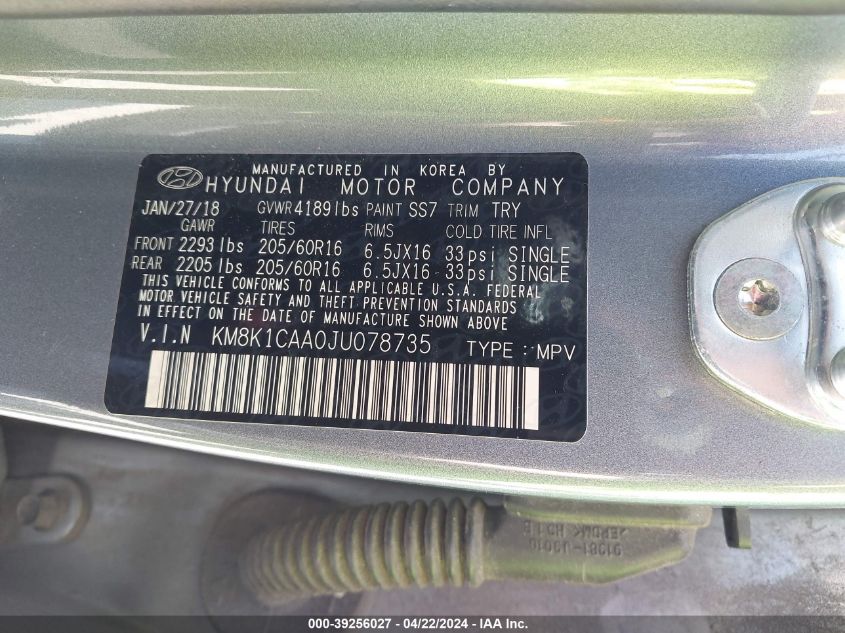 MANUFACTURED IN KOREA BY
HYUNDAI MOTOR COMPANY
JAN/27/18 GVWR 4189lbs PAINT SS7 TRIM TRY
GAWR TIRES RIMS COLD TIRE INFL
FRONT 2293 lbs 205/60R16 6.5JX16 33psi SINGLE
REAR 2205 lbs 205/60R16 6.5JX16 33psi SINGLE
THIS VEHICLE CONFORMS TO ALL APPLICABLE U.S.A. FEDERAL
MOTOR VEHICLE SAFETY AND THEFT PREVENTION STANDARDS
IN EFFECT ON THE DATE OF MANUFACTURE SHOWN ABOVE
V.I.N KM8K1CAA0JU078735 TYPE : MPV
91981-J9010
000-39256027 - 04/22/2024 - IAA Inc.